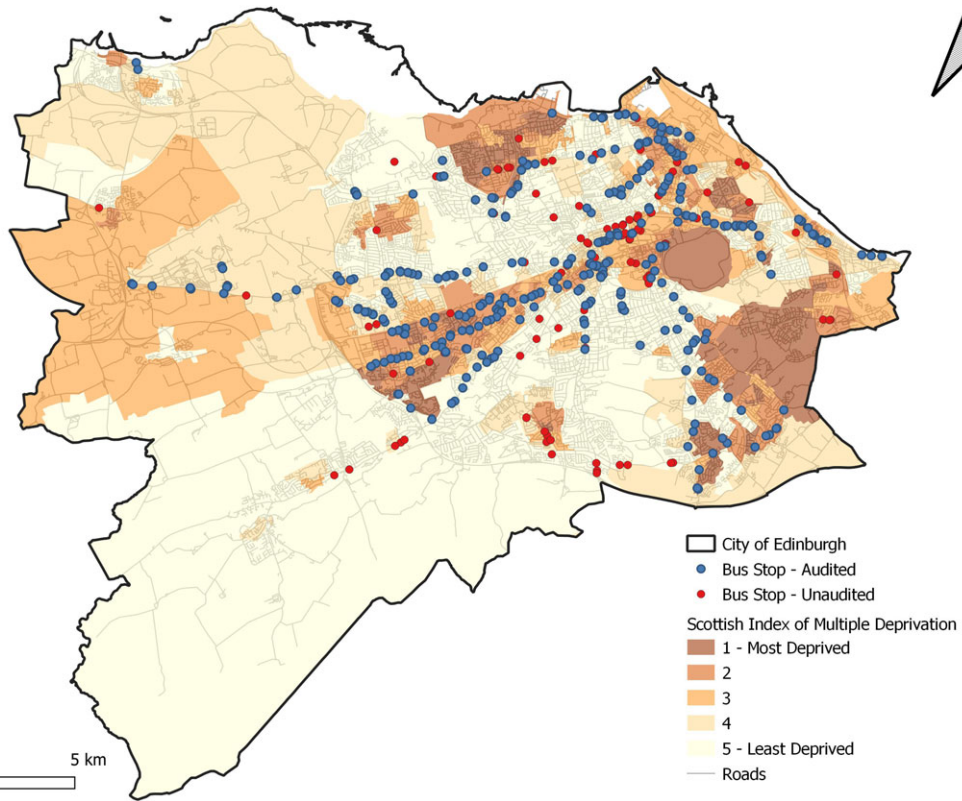 City of Edinburgh
Bus Stop - Audited
Bus Stop - Unaudited
Scottish Index of Multiple Deprivation
1 - Most Deprived
2
3
4
5 - Least Deprived
Roads
5 km